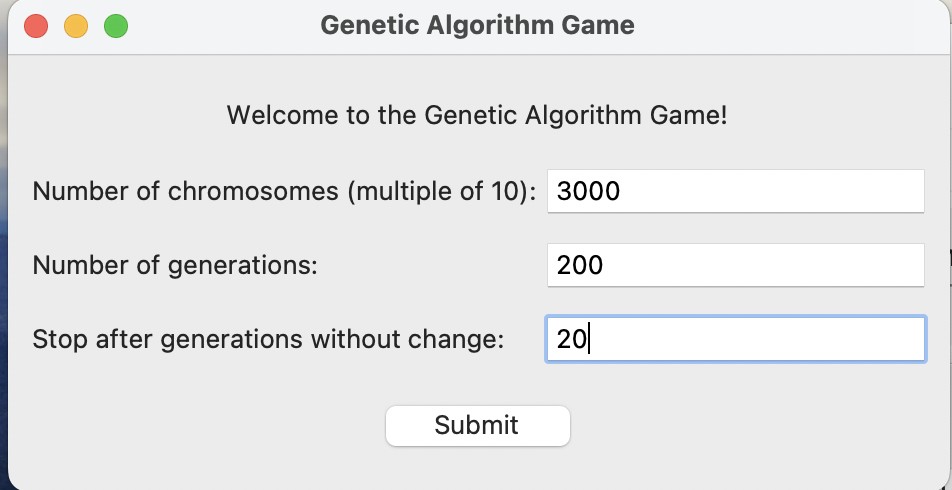 Genetic Algorithm Game
Welcome to the Genetic Algorithm Game!
Number of chromosomes (multiple of 10): 3000
Number of generations: 200
Stop after generations without change: 20
Submit